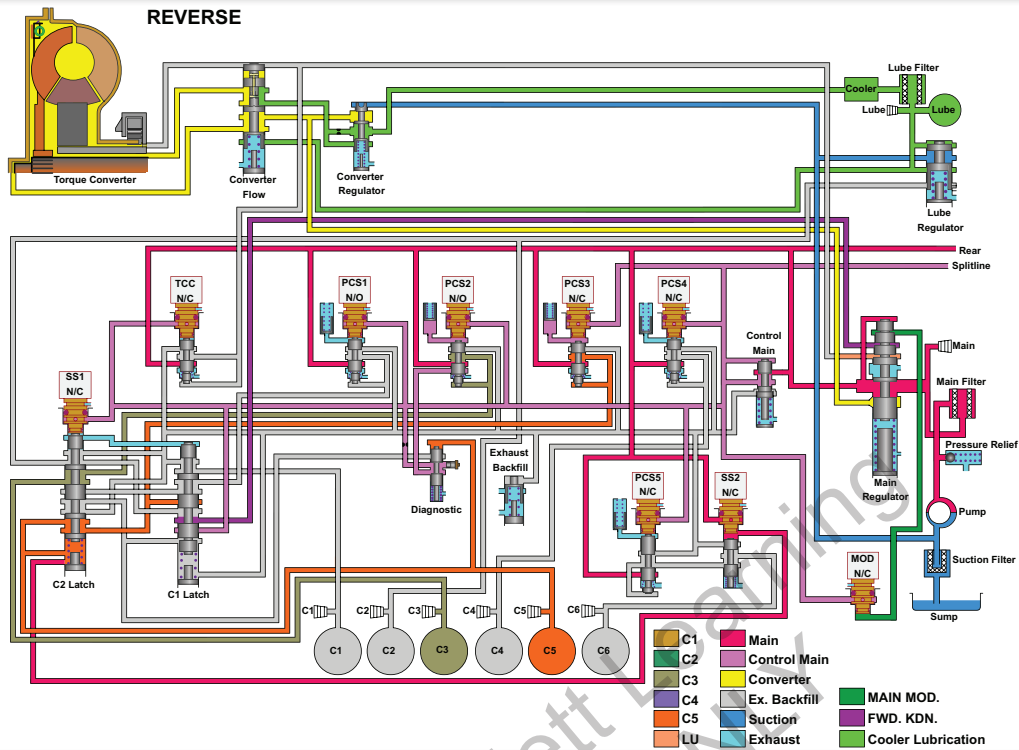 REVERSE
Torque Converter
Converter
Flow
Converter
Regulator
Cooler
Lube Filter
Lube
Lube
Lube
Regulator
Rear
Splitline
TCC
N/C
PCS1
N/O
PCS2
N/O
PCS3
N/C
PCS4
N/C
Control
Main
Main
Main Filter
Pressure Relief
Main
Regulator
Pump
Suction Filter
Sump
SS1
N/C
C2 Latch
C1 Latch
Diagnostic
Exhaust
Backfill
PCS5
N/C
SS2
N/C
MOD
N/C
C1
C2
C3
C4
C5
C6
C1
C2
C3
C4
C5
C6
C1
C2
C3
C4
C5
LU
Main
Control Main
Converter
Ex. Backfill
Suction
Exhaust
MAIN MOD.
FWD. KDN.
Cooler Lubrication
ett Learning
ONLY